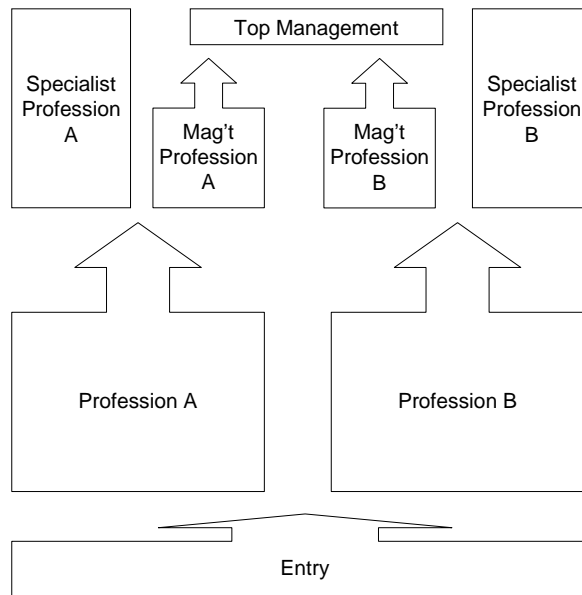 Top Management
Specialist
Profession
A
Mag't
Profession
A
Mag't
Profession
B
Specialist
Profession
B
Profession A
Profession B
Entry